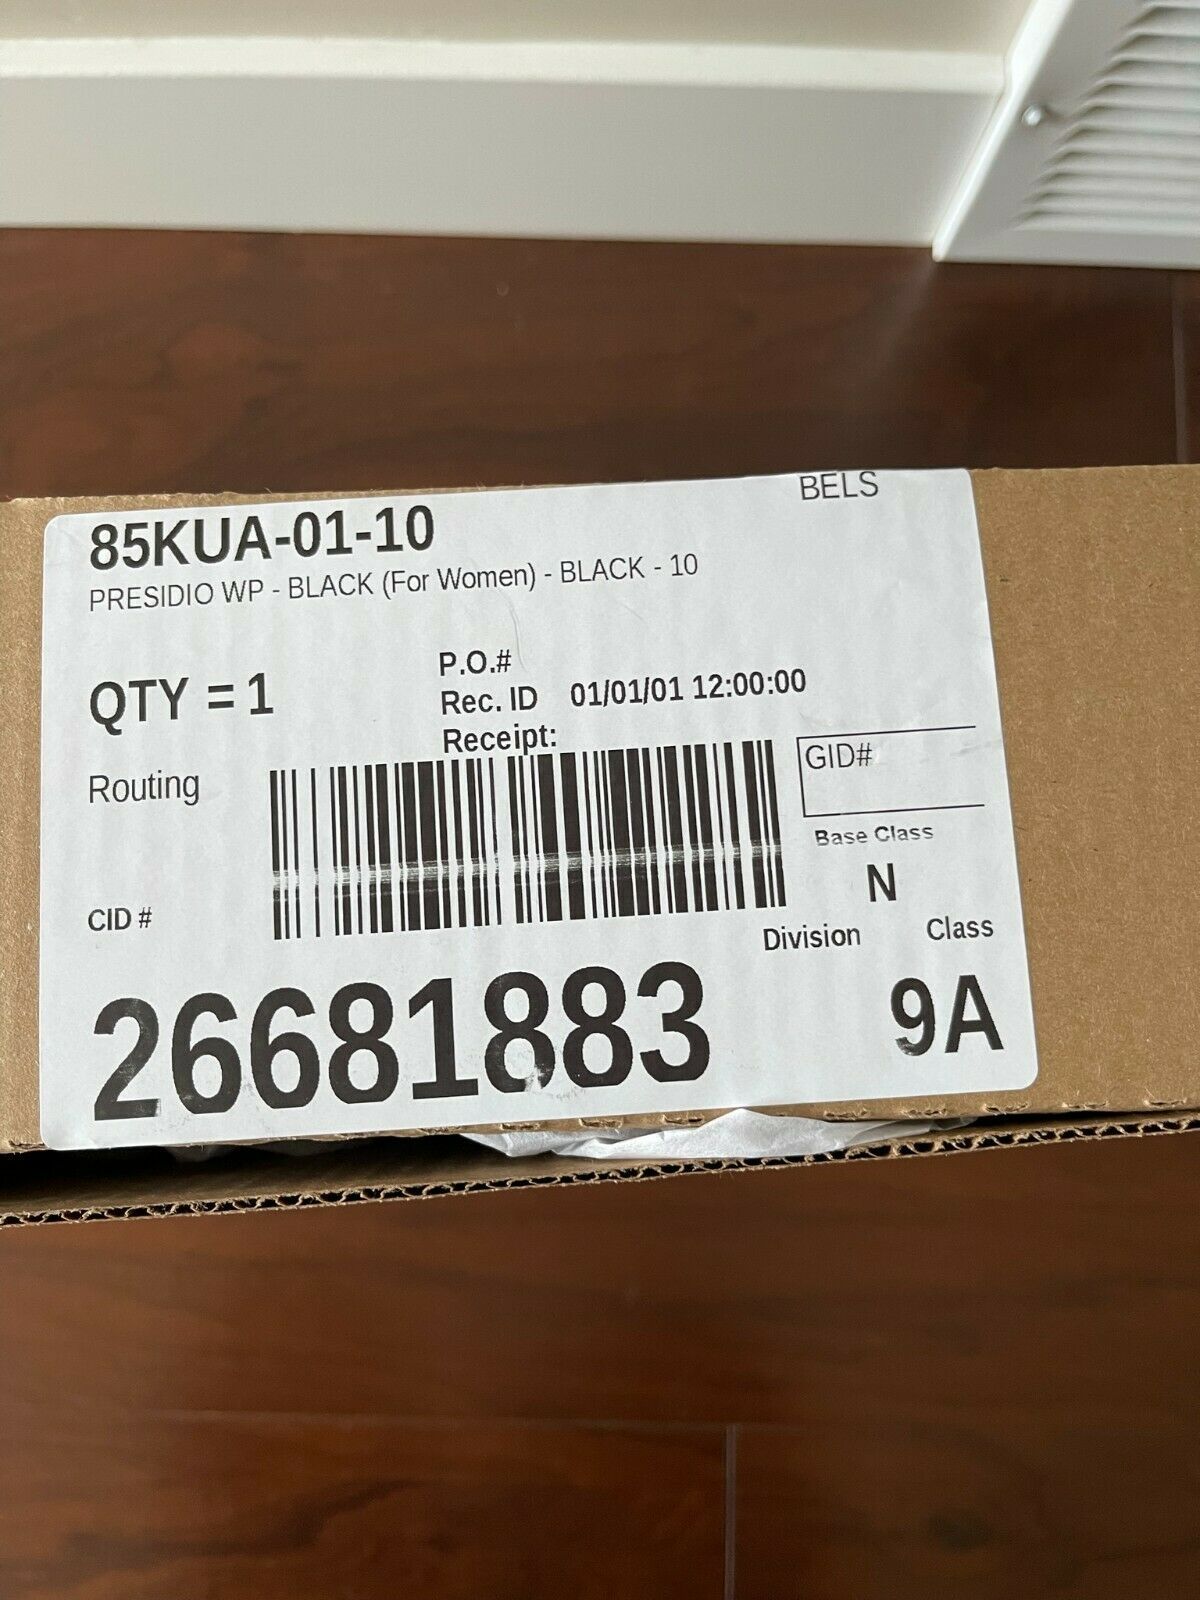 BELS
85KUA-01-10
PRESIDIO WP - BLACK (For Women) - BLACK - 10
QTY = 1
P.O.#
Rec. ID 01/01/01 12:00:00
Receipt:
Routing
GID#
Base Class
N
CID #
Division Class
26681883
9A